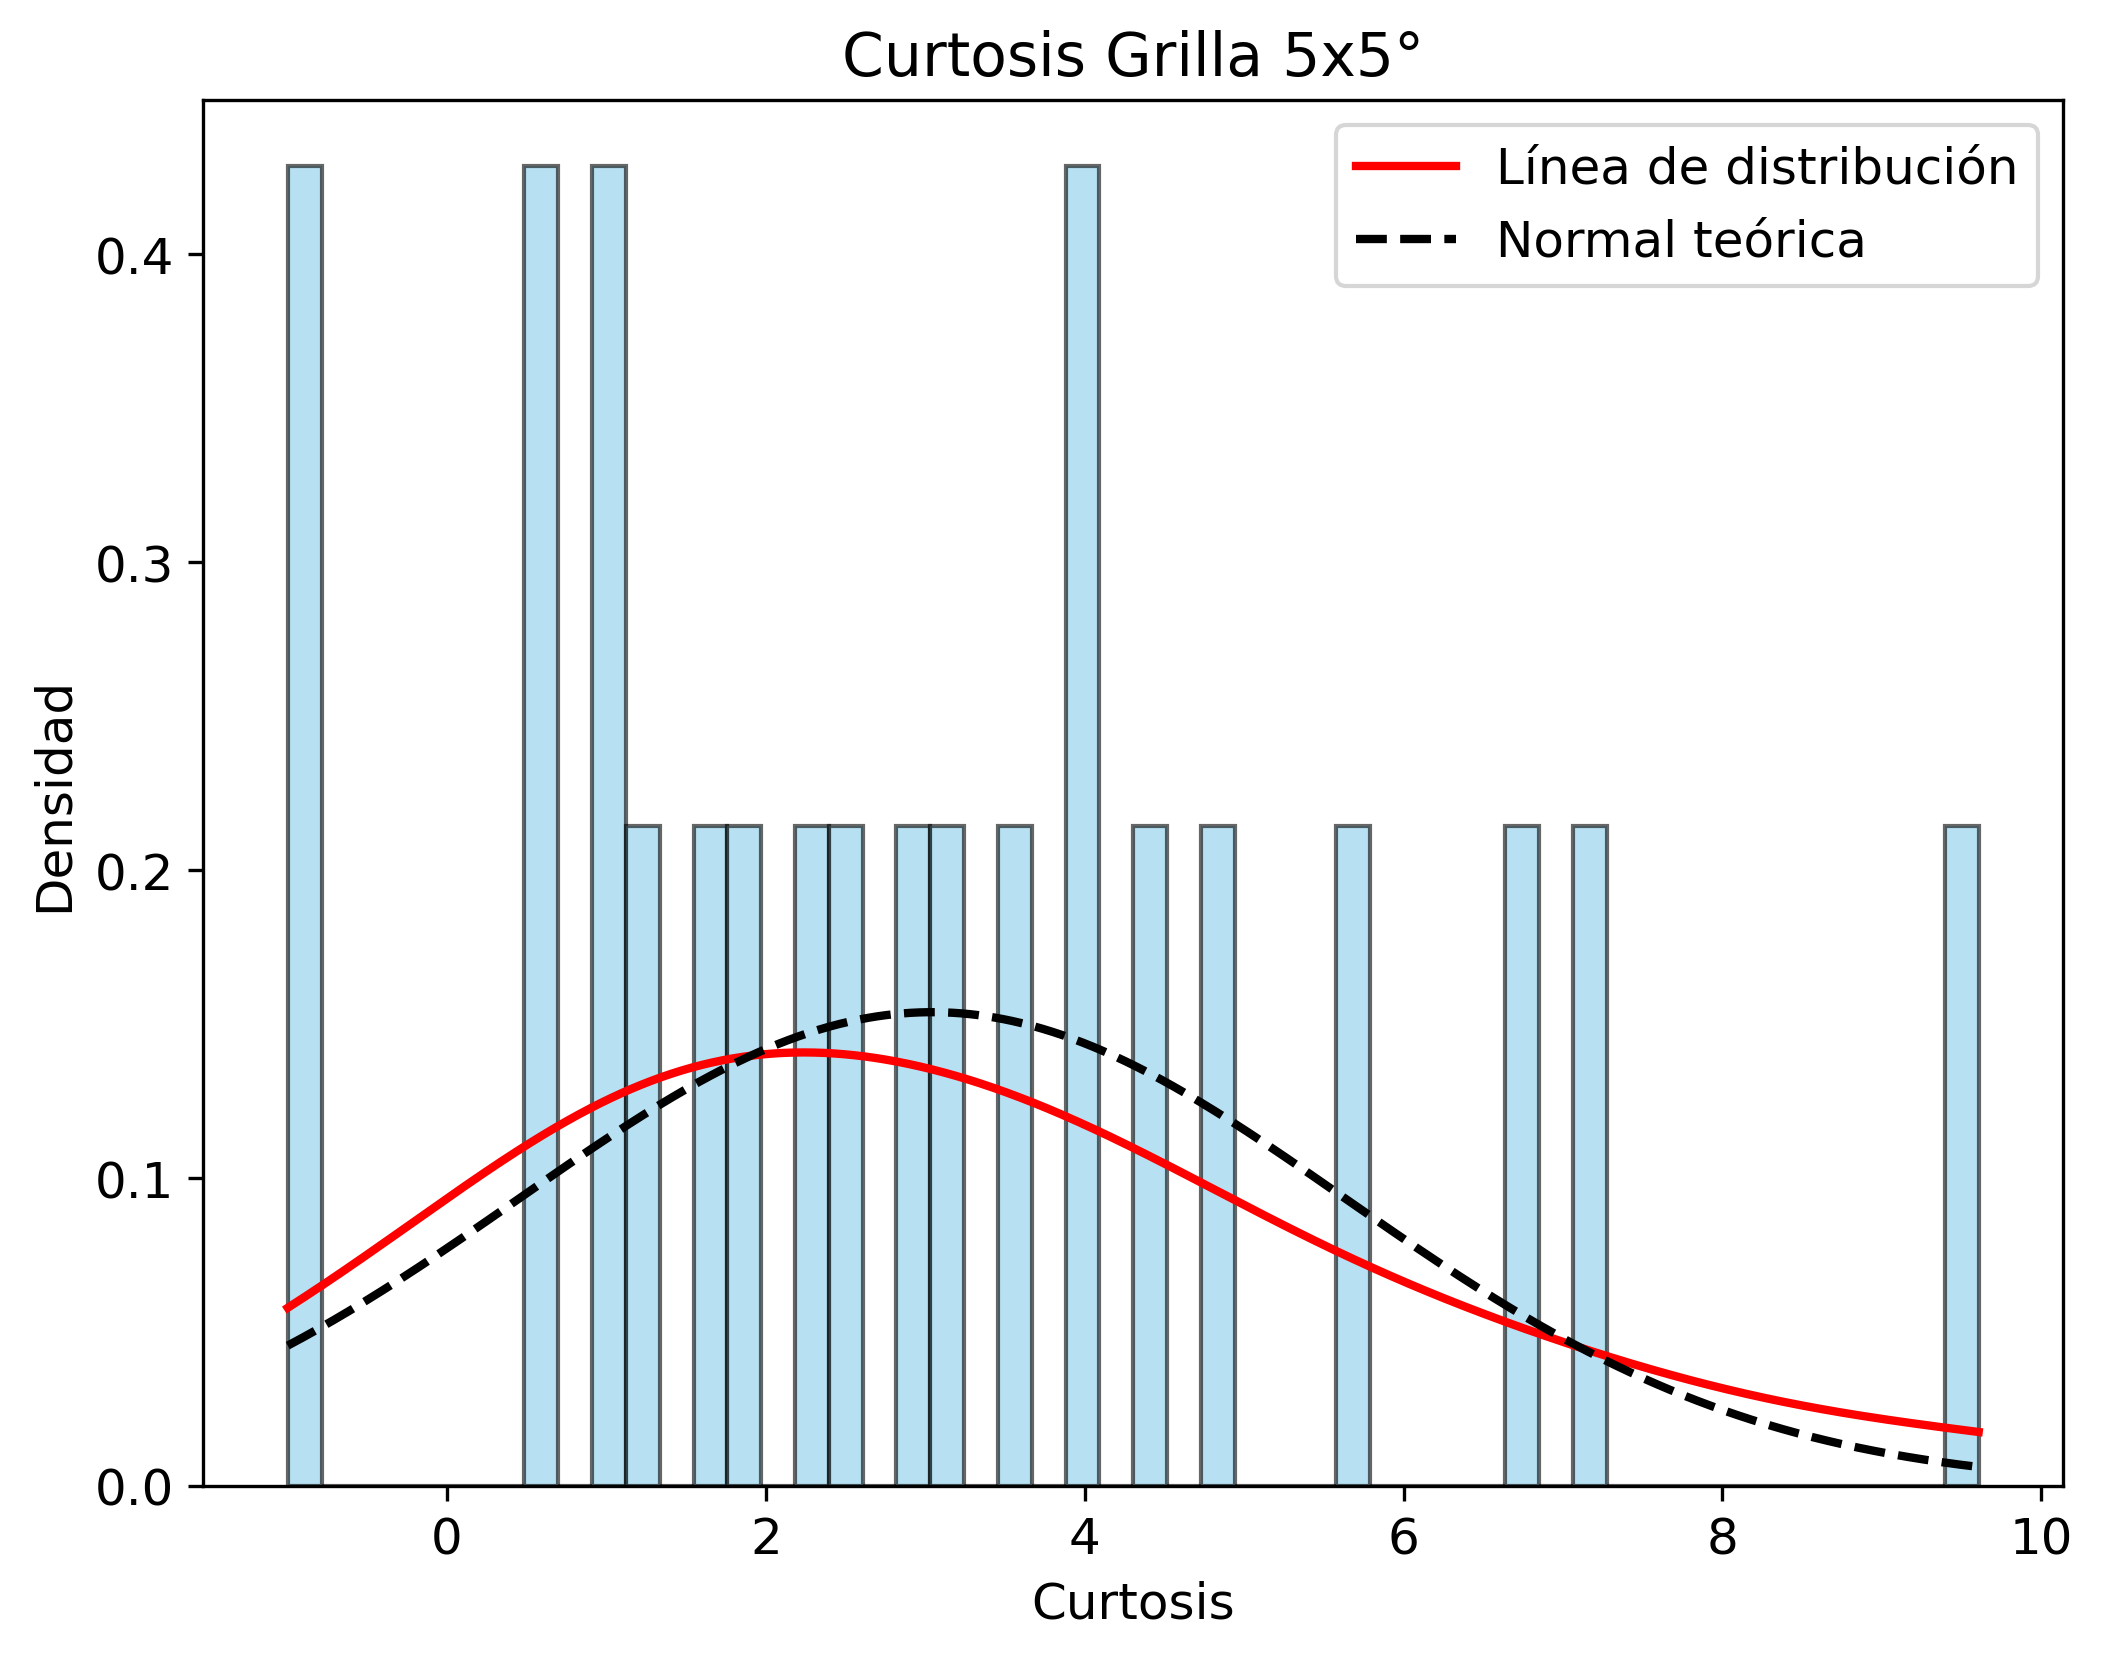 Curtosis Grilla 5x5°
Línea de distribución
Normal teórica
Densidad
0.4
0.3
0.2
0.1
0.0
0 2 4 6 8 10
Curtosis